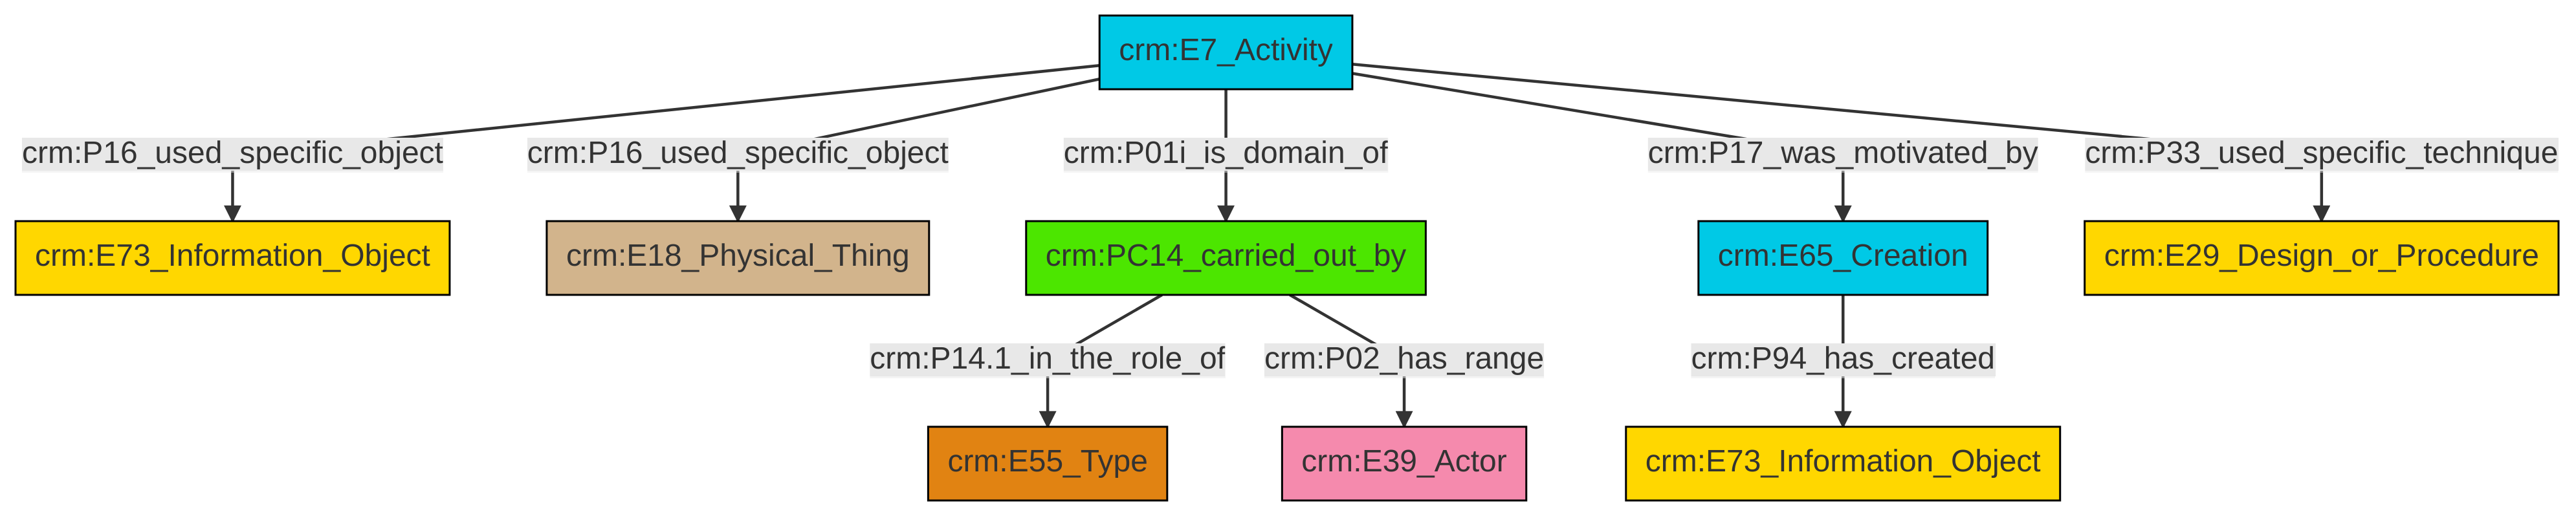 crm:E7_Activity
crm:P16_used_specific_object
crm:P16_used_specific_object
crm:P01i_is_domain_of
crm:P17_was_motivated_by
crm:P33_used_specific_technique
crm:E73_Information_Object
crm:E18_Physical_Thing
crm:PC14_carried_out_by
crm:E65_Creation
crm:E29_Design_or_Procedure
crm:P14.1_in_the_role_of
crm:P02_has_range
crm:P94_has_created
crm:E55_Type
crm:E39_Actor
crm:E73_Information_Object